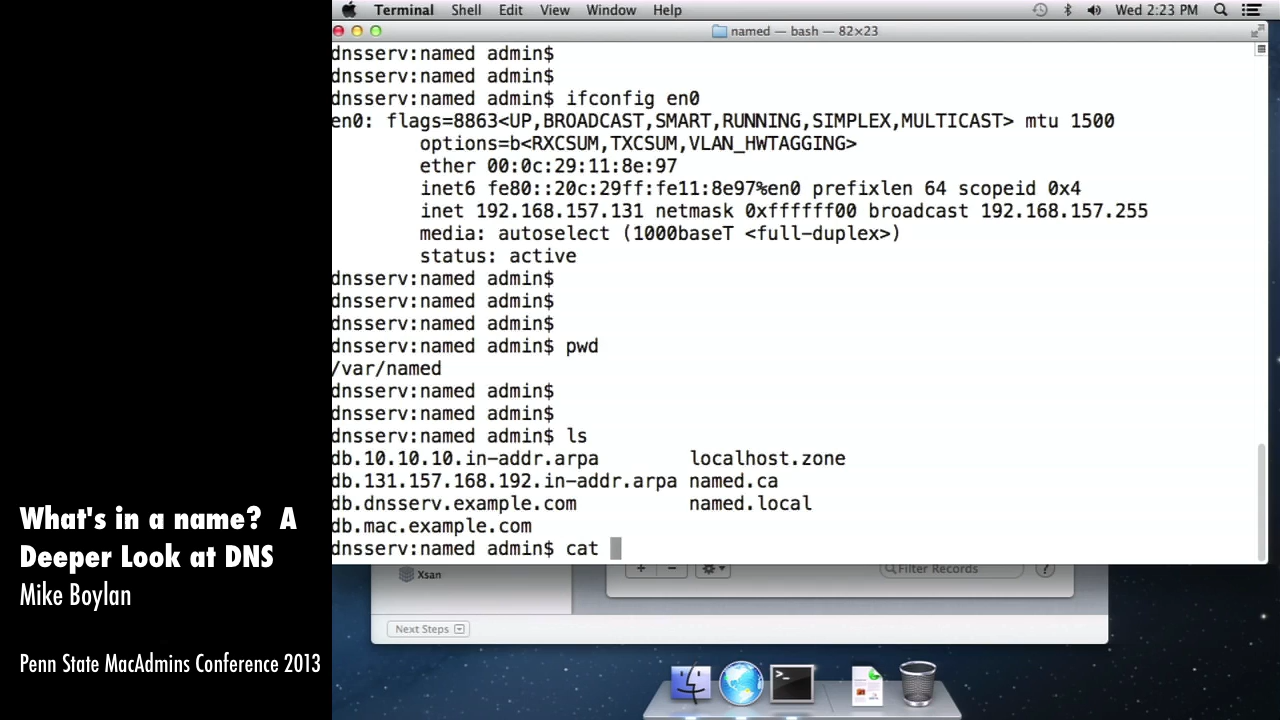 Terminal Shell Edit View Window Help Wed 2:23 PM
named — bash — 82×23
dnsserv:named admin$
dnsserv:named admin$
dnsserv:named admin$ ifconfig en0
en0: flags=8863<UP,BROADCAST,SMART,RUNNING,SIMPLEX,MULTICAST> mtu 1500
options=b<RXCSUM,TXCSUM,VLAN_HWTAGGING>
ether 00:0c:29:11:8e:97
inet6 fe80::20c:29ff:fe11:8e97%en0 prefixlen 64 scopeid 0x4
inet 192.168.157.131 netmask 0xffffff00 broadcast 192.168.157.255
media: autoselect (1000baseT <full-duplex>)
status: active
dnsserv:named admin$
dnsserv:named admin$
dnsserv:named admin$
dnsserv:named admin$ pwd
/var/named
dnsserv:named admin$
dnsserv:named admin$
dnsserv:named admin$ ls
db.10.10.10.in-addr.arpa localhost.zone
db.131.157.168.192.in-addr.arpa named.ca
db.dnsserv.example.com named.local
db.mac.example.com
dnsserv:named admin$ cat
Xsan
Filter Records
Next Steps
What's in a name? A
Deeper Look at DNS
Mike Boylan
Penn State MacAdmins Conference 2013